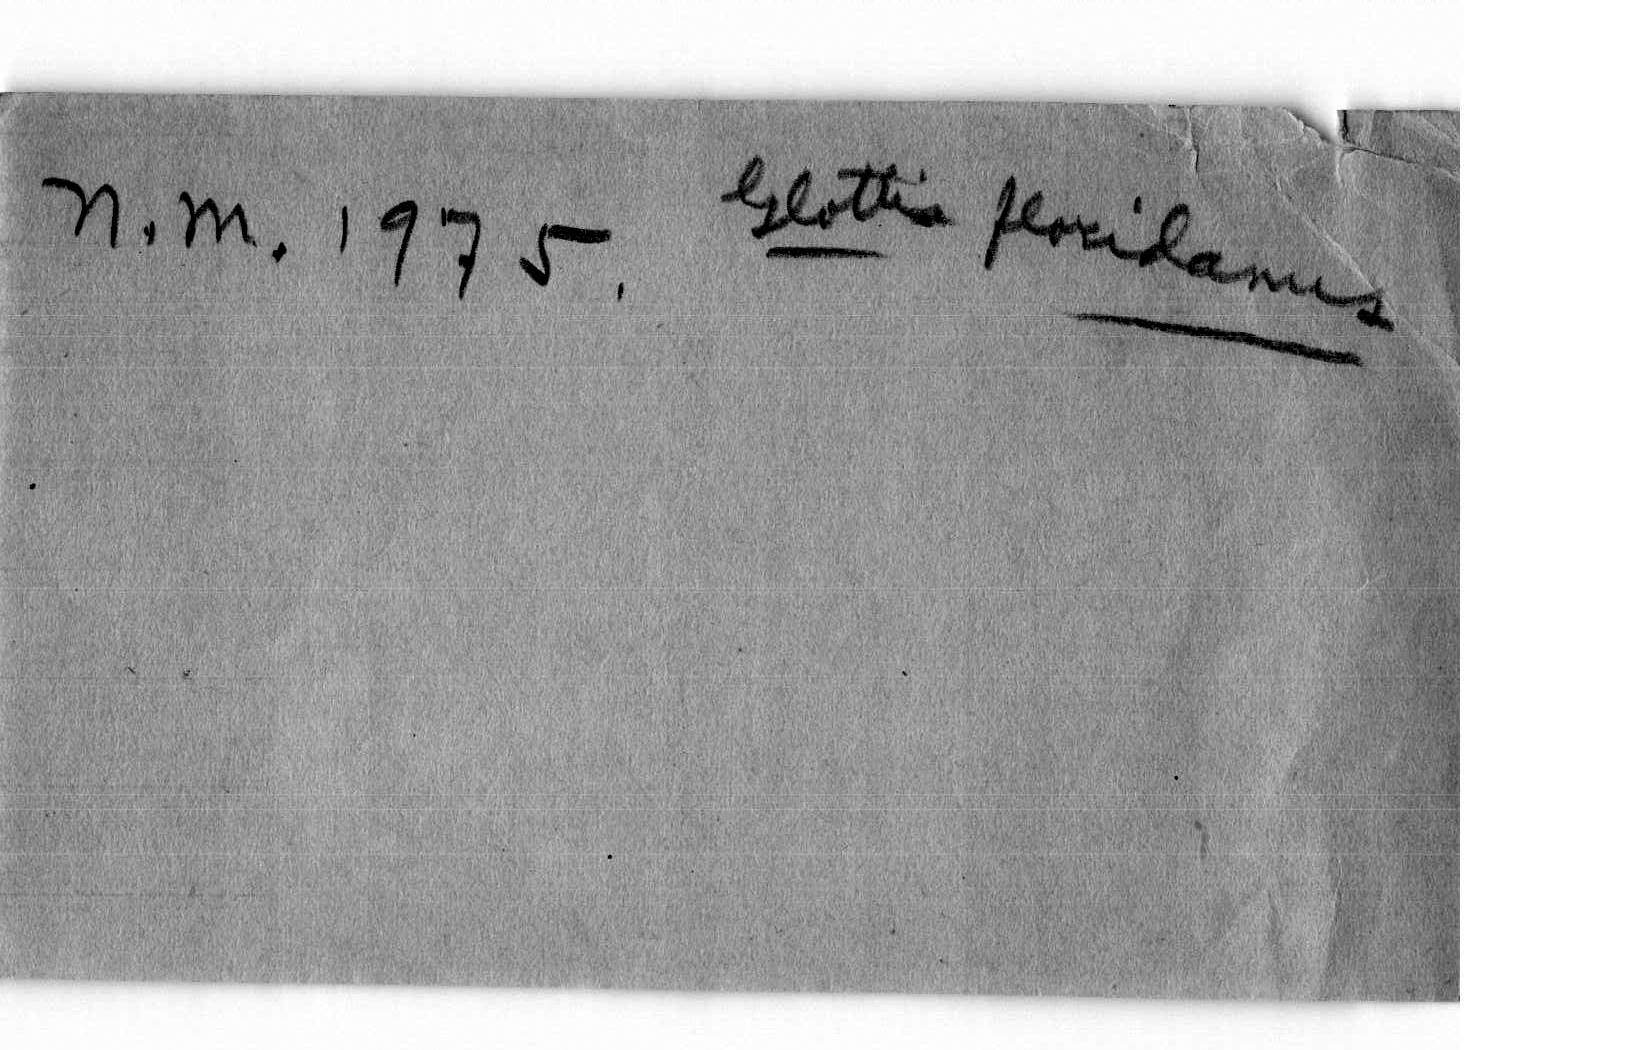 N.M. 1975. Glottis floridanus